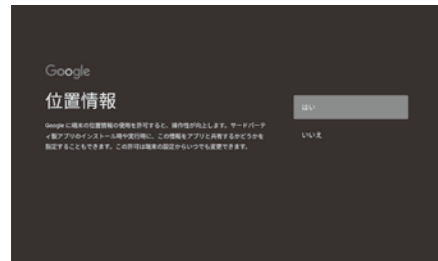 Google
位置情報
Google に端末の位置情報の使用を許可すると、操作性が向上します。サードパーテ
ィ製アプリのインストール時や実行時に、この情報をアプリと共有するかどうかを
指定することもできます。この許可は端末の設定からいつでも変更できます。
はい
いいえ